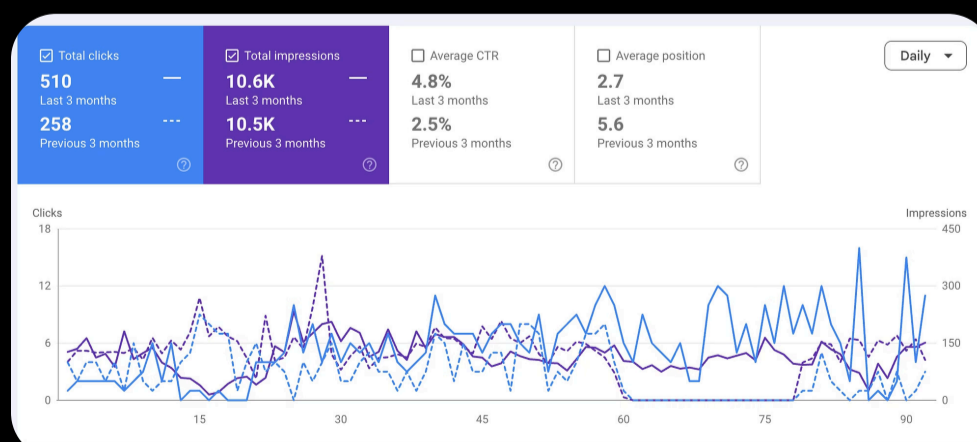 Total clicks
510
Last 3 months
258
Previous 3 months
Total impressions
10.6K
Last 3 months
10.5K
Previous 3 months
Average CTR
4.8%
Last 3 months
2.5%
Previous 3 months
Average position
2.7
Last 3 months
5.6
Previous 3 months
Daily
Clicks
Impressions
18
450
12
300
6
150
0
0
15
30
45
60
75
90